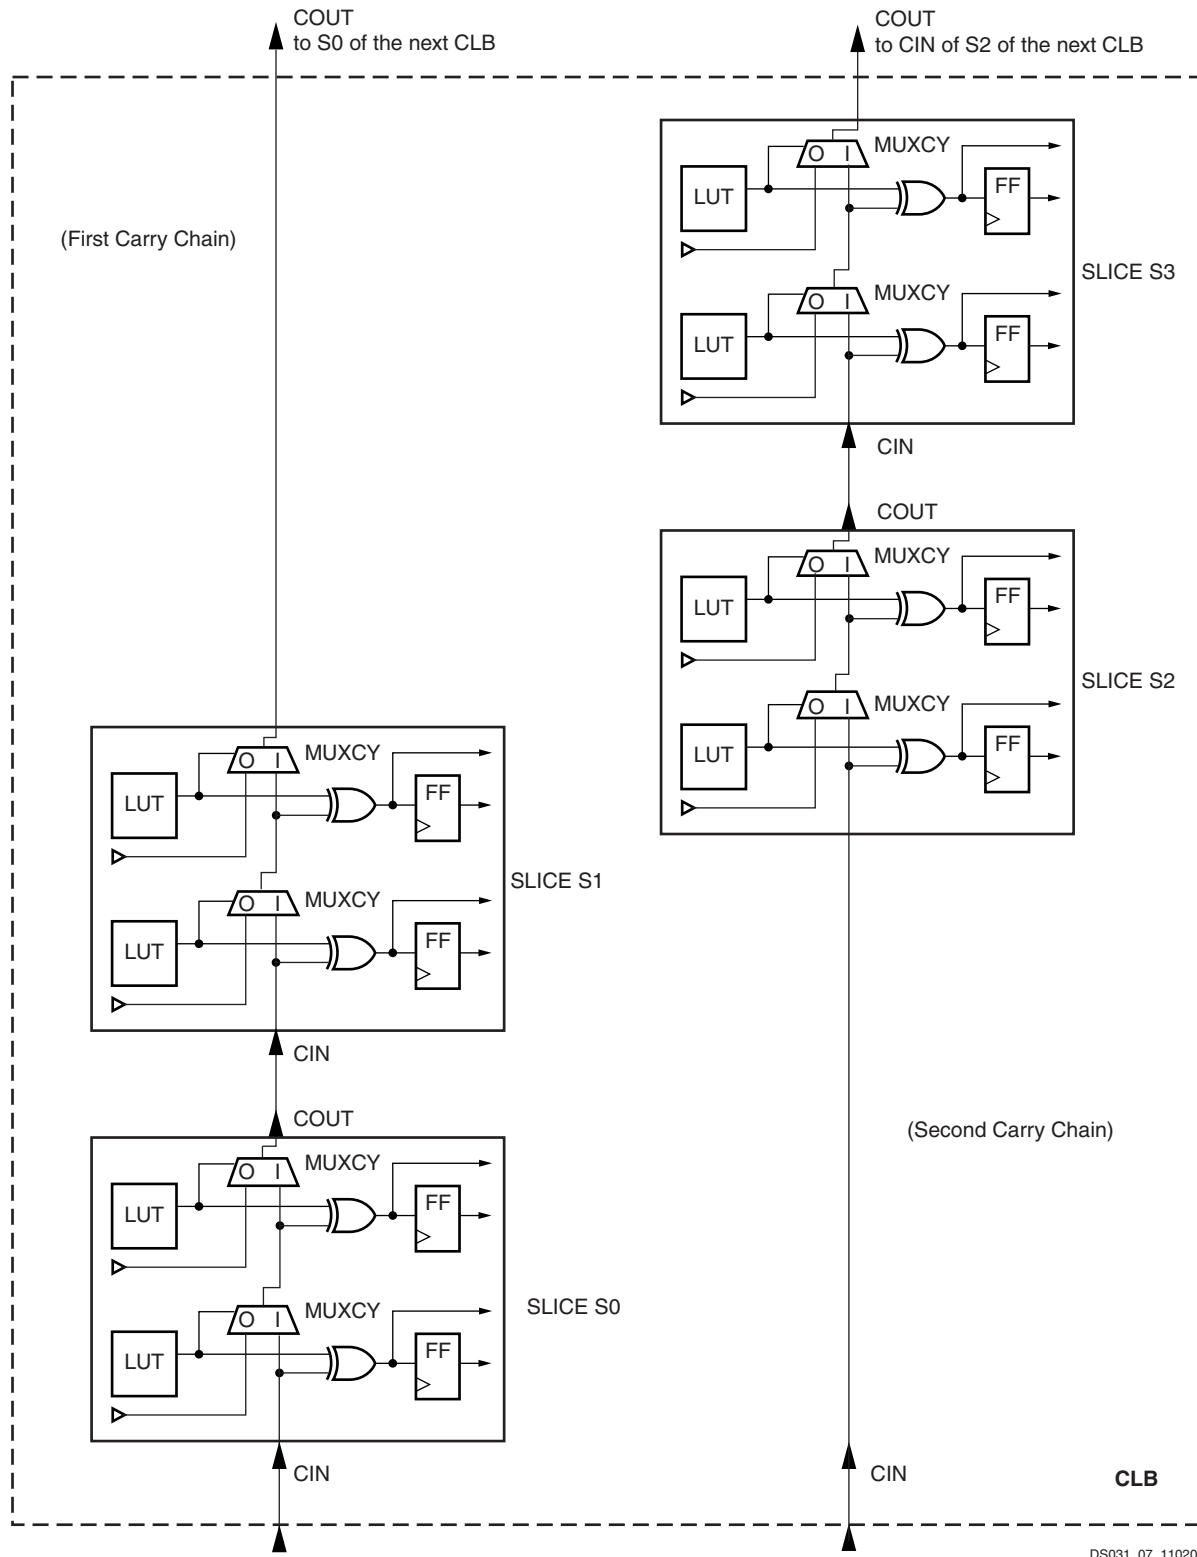 COUT
to S0 of the next CLB
COUT
to CIN of S2 of the next CLB
(First Carry Chain)
O I MUXCY
LUT
FF
SLICE S3
O I MUXCY
LUT
FF
CIN
COUT
O I MUXCY
LUT
FF
SLICE S2
O I MUXCY
LUT
FF
O I MUXCY
LUT
FF
SLICE S1
O I MUXCY
LUT
FF
CIN
COUT
(Second Carry Chain)
O I MUXCY
LUT
FF
SLICE S0
O I MUXCY
LUT
FF
CIN
CIN
CLB
DS031_07_11020